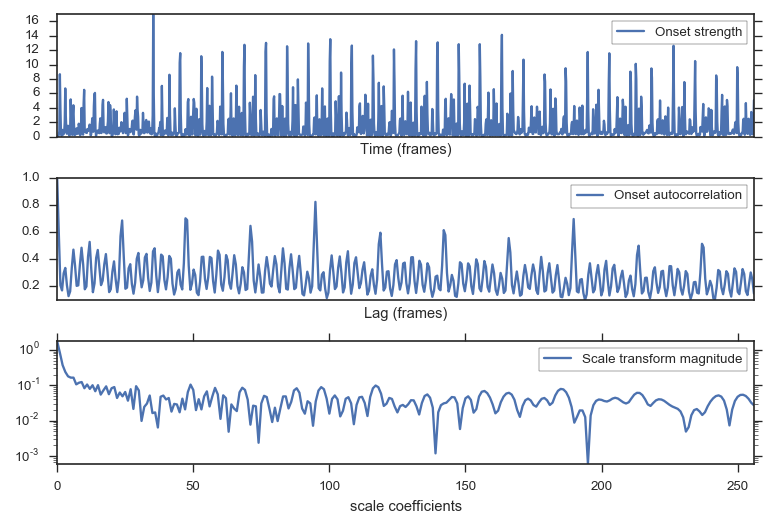 16
14
12
10
8
6
4
2
0
Onset strength
Time (frames)
1.0
0.8
0.6
0.4
0.2
Onset autocorrelation
Lag (frames)
10⁰
10⁻¹
10⁻²
10⁻³
Scale transform magnitude
0 50 100 150 200 250
scale coefficients